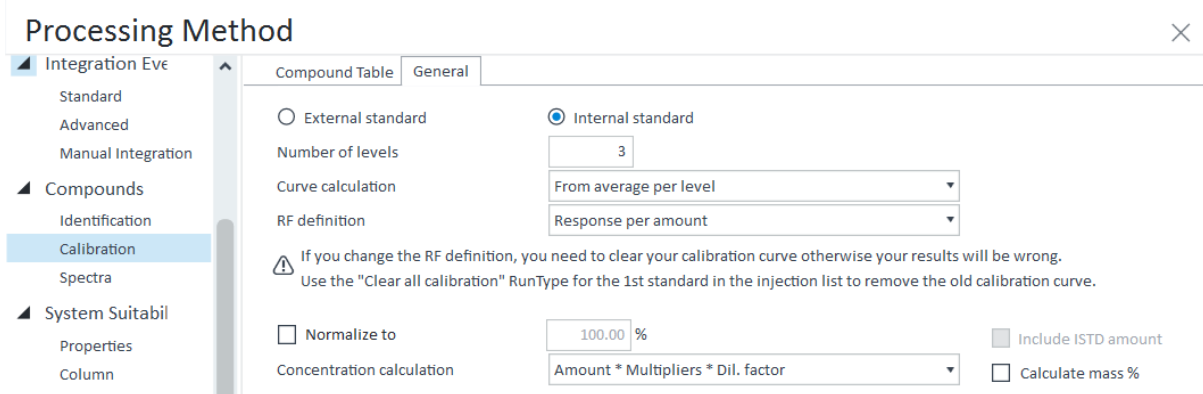 Processing Method
Integration Eve
Standard
Advanced
Manual Integration
Compounds
Identification
Calibration
Spectra
System Suitabil
Properties
Column
Compound Table General
External standard Internal standard
Number of levels 3
Curve calculation From average per level
RF definition Response per amount
If you change the RF definition, you need to clear your calibration curve otherwise your results will be wrong.
Use the "Clear all calibration" RunType for the 1st standard in the injection list to remove the old calibration curve.
Normalize to 100.00 % Include ISTD amount
Concentration calculation Amount * Multipliers * Dil. factor Calculate mass %